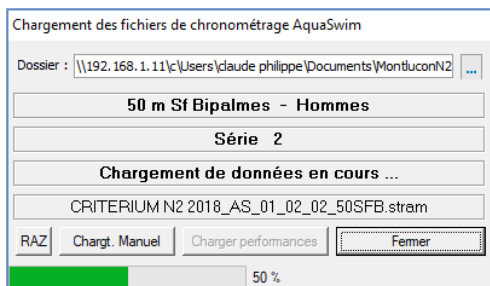 Chargement des fichiers de chronométrage AquaSwim
Dossier : \\192.168.1.11\c\Users\claude philippe\Documents\MontluconN2 ...
50 m Sf Bipalmes - Hommes
Série 2
Chargement de données en cours ...
CRITERIUM N2 2018_AS_01_02_02_50SFB.stram
RAZ Chargt. Manuel Charger performances Fermer
50 %